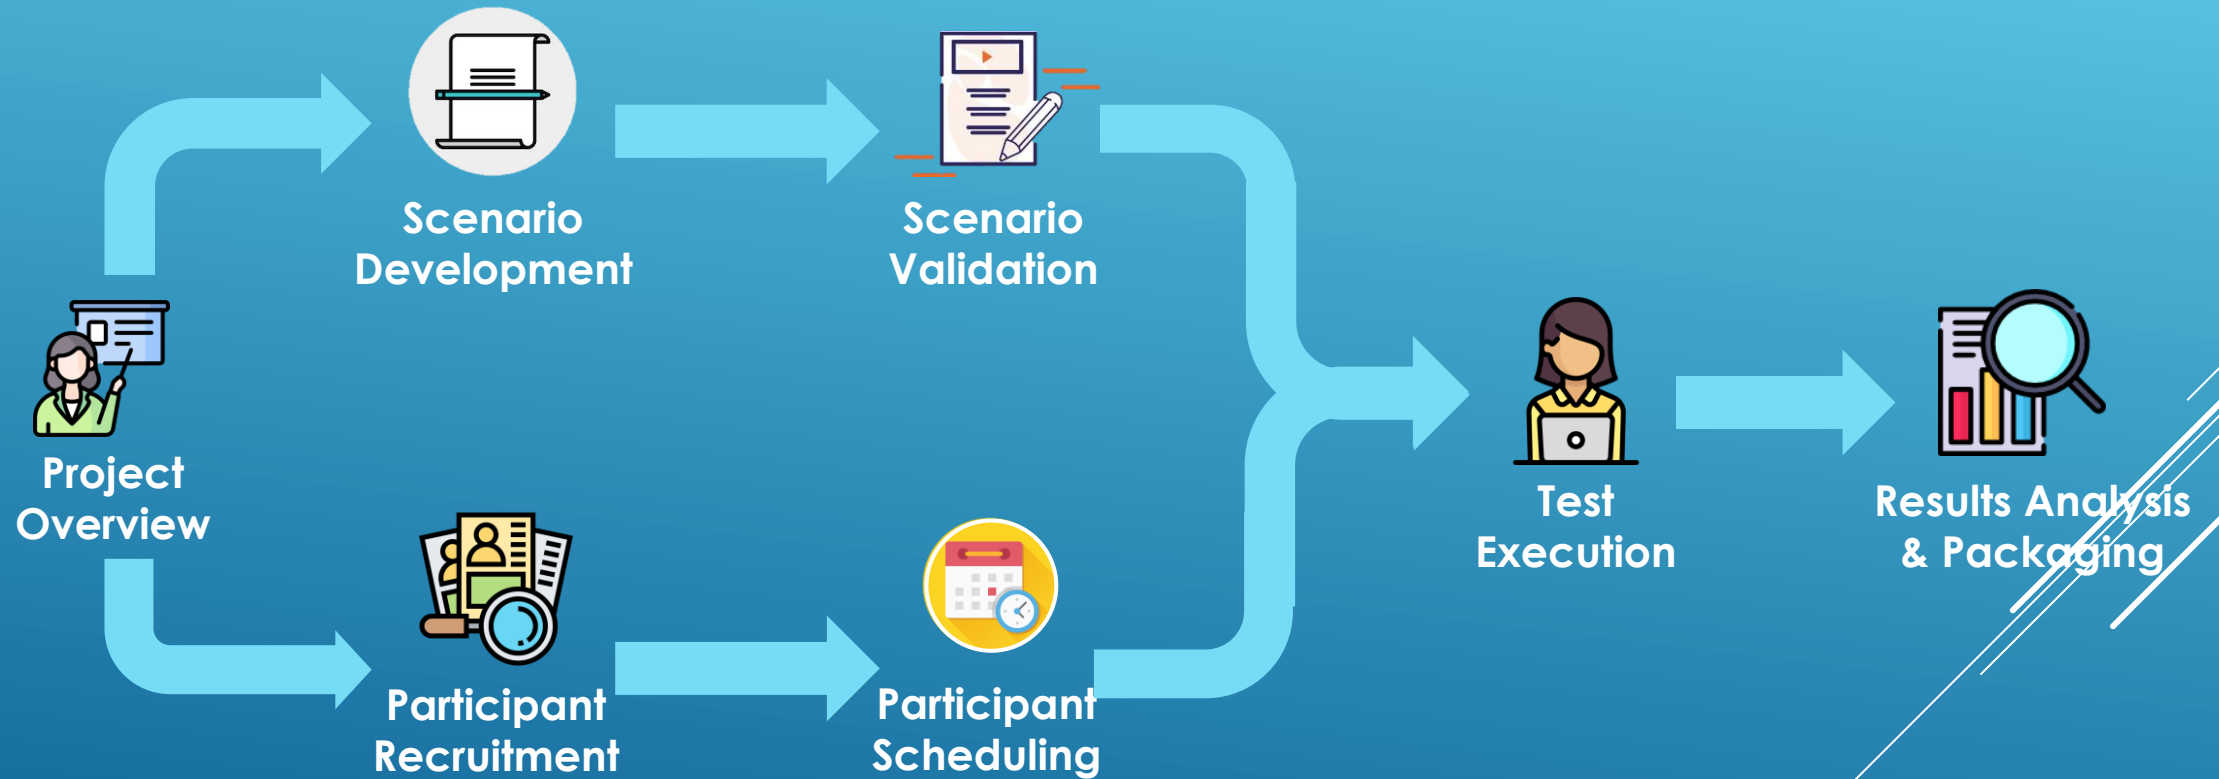 Scenario
Development
Scenario
Validation
Project
Overview
Test
Execution
Results Analysis
& Packaging
Participant
Recruitment
Participant
Scheduling